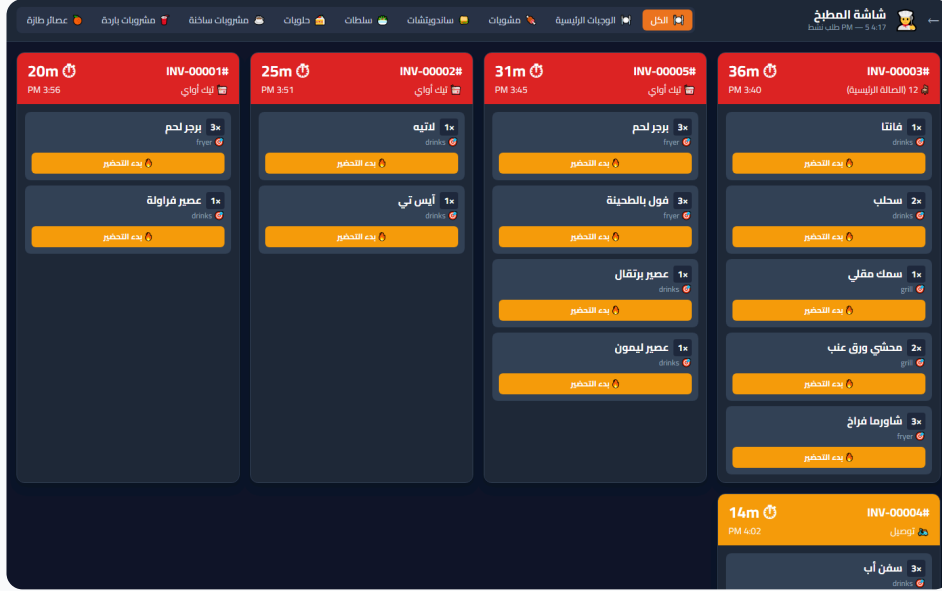 شاشة المطبخ
4:17 PM — 5 طلب نشط
الكل
الوجبات الرئيسية
مشويات
ساندويتشات
سلطات
حلويات
مشروبات ساخنة
مشروبات باردة
عصائر طازة
INV-00003#
36m
12 (الصالة الرئيسية)
3:40 PM
1× فانتا
drinks
بدء التحضير
2× سحلب
drinks
بدء التحضير
1× سمك مقلي
grill
بدء التحضير
2× محشي ورق عنب
grill
بدء التحضير
3× شاورما فراخ
fryer
بدء التحضير
INV-00005#
31m
تيك أواي
3:45 PM
3× برجر لحم
fryer
بدء التحضير
3× فول بالطحينة
fryer
بدء التحضير
1× عصير برتقال
drinks
بدء التحضير
1× عصير ليمون
drinks
بدء التحضير
INV-00002#
25m
تيك أواي
3:51 PM
1× لاتيه
drinks
بدء التحضير
1× آيس تي
drinks
بدء التحضير
INV-00001#
20m
تيك أواي
3:56 PM
3× برجر لحم
fryer
بدء التحضير
1× عصير فراولة
drinks
بدء التحضير
INV-00004#
14m
توصيل
4:02 PM
3× سفن أب
drinks